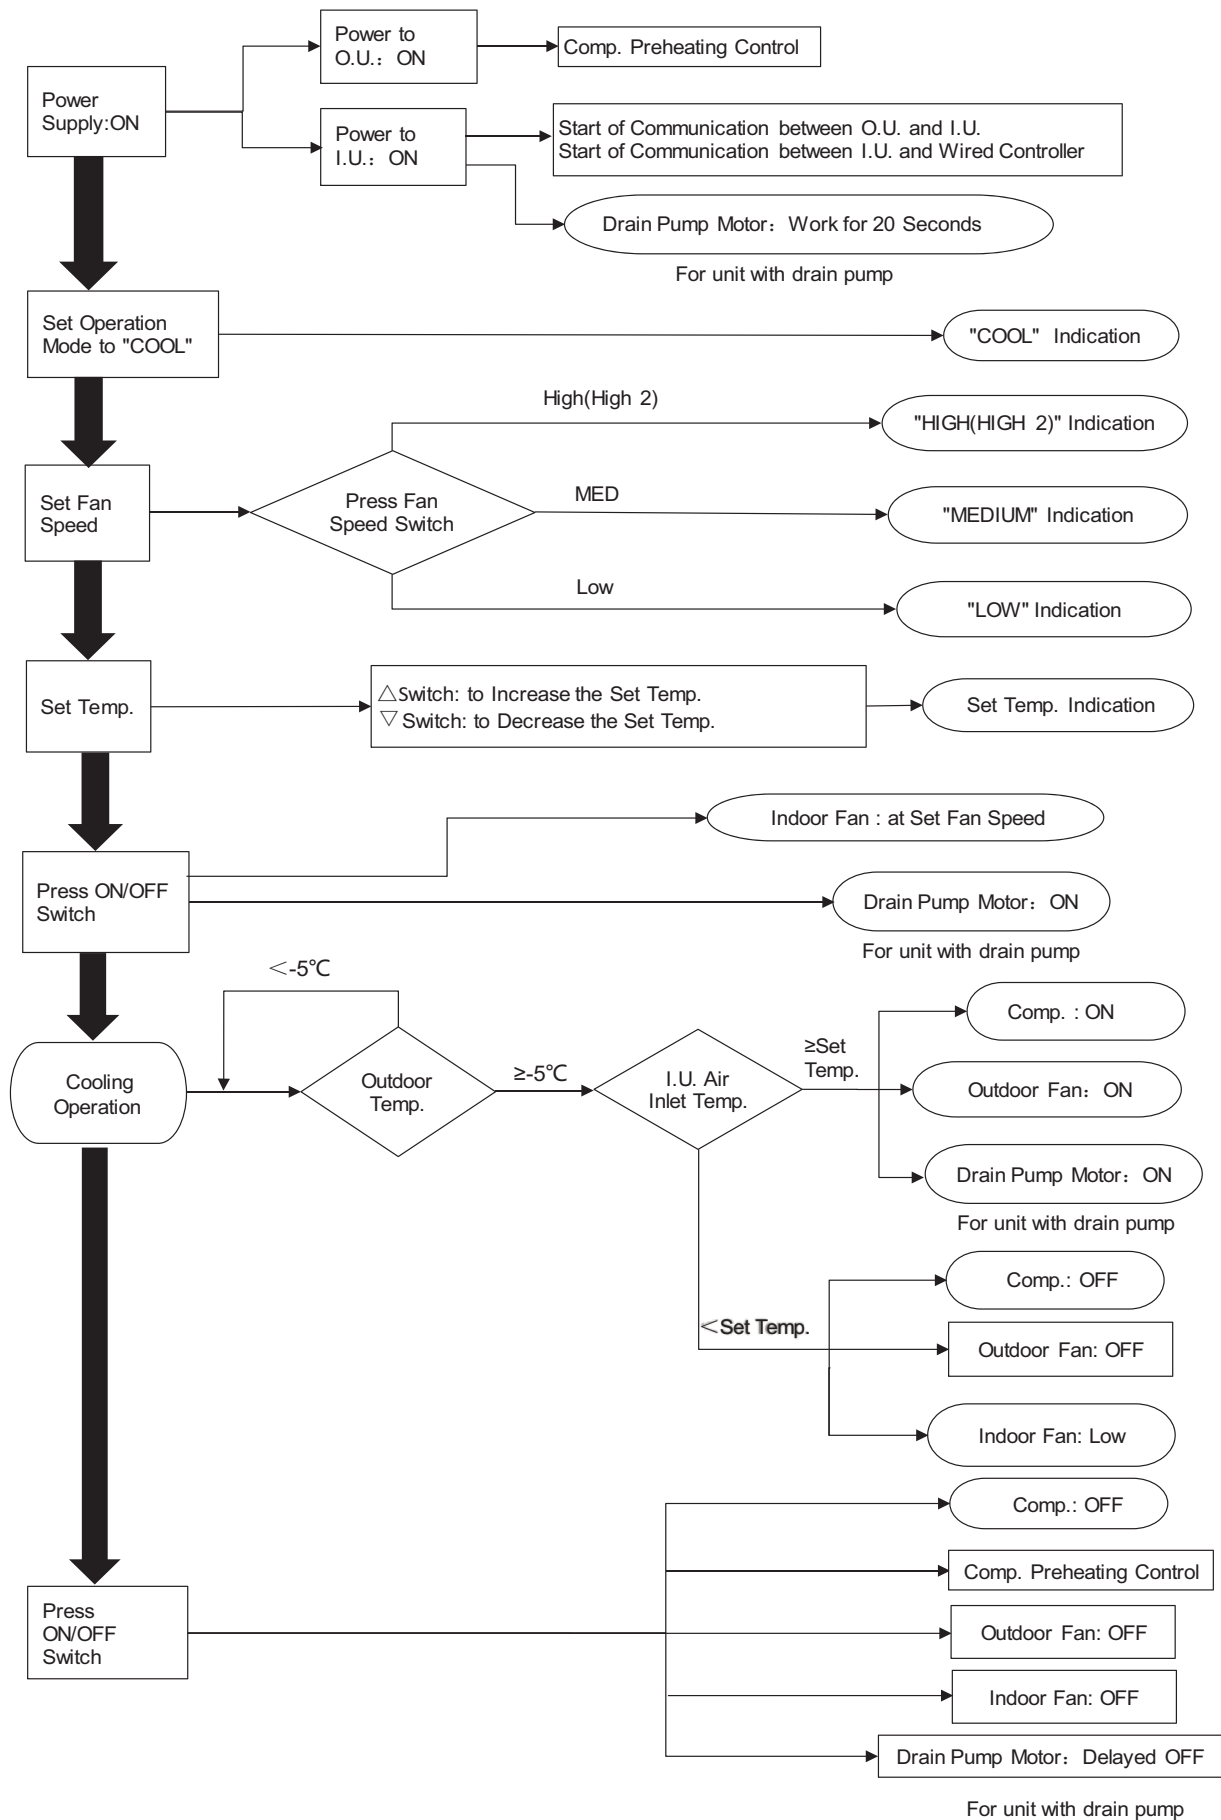 Power to
O.U.：ON
Comp. Preheating Control
Power
Supply:ON
Power to
I.U.：ON
Start of Communication between O.U. and I.U.
Start of Communication between I.U. and Wired Controller
Drain Pump Motor：Work for 20 Seconds
For unit with drain pump
Set Operation
Mode to "COOL"
"COOL" Indication
High(High 2)
"HIGH(HIGH 2)" Indication
Set Fan
Speed
Press Fan
Speed Switch
MED
"MEDIUM" Indication
Low
"LOW" Indication
Set Temp.
△Switch: to Increase the Set Temp.
▽Switch: to Decrease the Set Temp.
Set Temp. Indication
Indoor Fan : at Set Fan Speed
Press ON/OFF
Switch
Drain Pump Motor：ON
For unit with drain pump
＜-5℃
Comp. : ON
Cooling
Operation
Outdoor
Temp.
≥-5℃
I.U. Air
Inlet Temp.
≥Set
Temp.
Outdoor Fan：ON
Drain Pump Motor：ON
For unit with drain pump
Comp.: OFF
＜Set Temp.
Outdoor Fan: OFF
Indoor Fan: Low
Comp.: OFF
Comp. Preheating Control
Press
ON/OFF
Switch
Outdoor Fan: OFF
Indoor Fan: OFF
Drain Pump Motor：Delayed OFF
For unit with drain pump